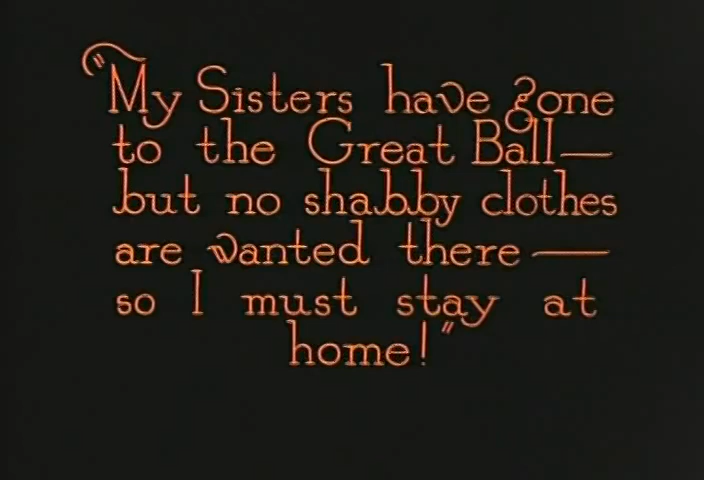 "My Sisters have gone
to the Great Ball—
but no shabby clothes
are wanted there —
so I must stay at
home!"